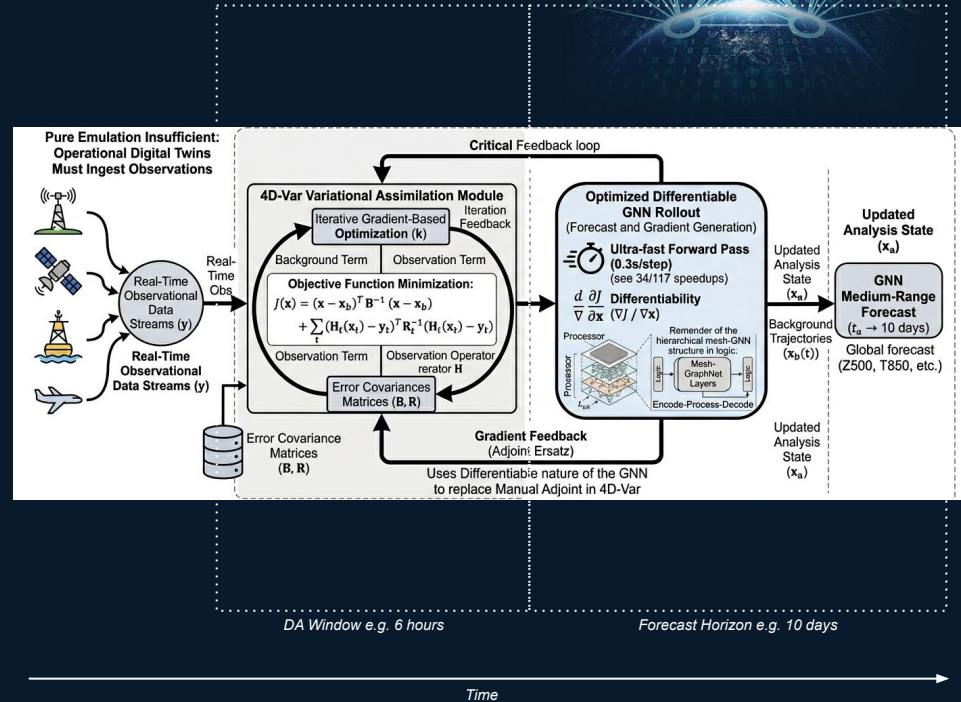 Pure Emulation Insufficient:
Operational Digital Twins
Must Ingest Observations
Real-Time
Observational
Data Streams (y)
Real-Time
Observational
Data Streams (y)
Real-
Time
Obs
Error Covariance
Matrices
(B, R)
Critical Feedback loop
4D-Var Variational Assimilation Module
Iterative Gradient-Based
Optimization (k)
Iteration
Feedback
Background Term
Observation Term
Objective Function Minimization:
J(x) = (x − x_b)^T B^{−1} (x − x_b)
+ ∑_t (H_t(x_t) − y_t)^T R_t^{−1}(H_t(x_t) − y_t)
Observation Term
Observation Operator
rerator H
Error Covariances
Matrices (B, R)
Gradient Feedback
(Adjoint Ersatz)
Uses Differentiable nature of the GNN
to replace Manual Adjoint in 4D-Var
Optimized Differentiable
GNN Rollout
(Forecast and Gradient Generation)
Ultra-fast Forward Pass
(0.3s/step)
(see 34/117 speedups)
d/∇ ∂J/∂x
Differentiability
(∇J / ∇x)
Processor
Remender of the
hierarchical mesh-GNN
structure in logic:
Logic
Mesh-
GraphNet
Layers
Logic
Encode-Process-Decode
Updated
Analysis
State
(x_a)
Background
Trajectories
(x_b(t))
Updated
Analysis
State
(x_a)
Updated
Analysis State
(x_a)
GNN
Medium-Range
Forecast
(t_a → 10 days)
Global forecast
(Z500, T850, etc.)
DA Window e.g. 6 hours
Forecast Horizon e.g. 10 days
Time